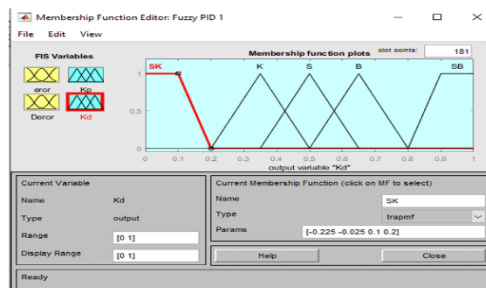 Membership Function Editor: Fuzzy PID 1
File Edit View
FIS Variables
Membership function plots plot points: 181
eror Kp
Deror Kd
SK K S B SB
1
0.5
0
0 0.1 0.2 0.3 0.4 0.5 0.6 0.7 0.8 0.9 1
output variable "Kd"
Current Variable
Name Kd
Type output
Range [0 1]
Display Range [0 1]
Current Membership Function (click on MF to select)
Name SK
Type trapmf
Params [-0.225 -0.025 0.1 0.2]
Help Close
Ready